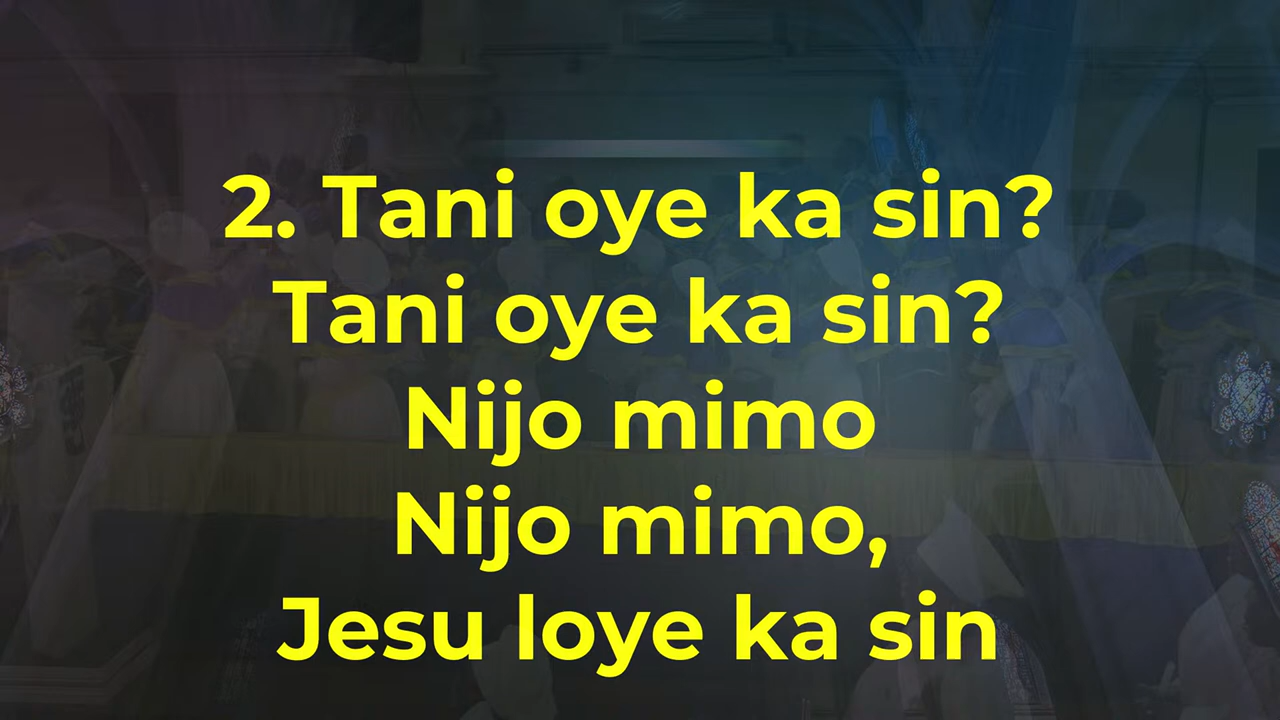 2. Tani oye ka sin?
Tani oye ka sin?
Nijo mimo
Nijo mimo,
Jesu loye ka sin